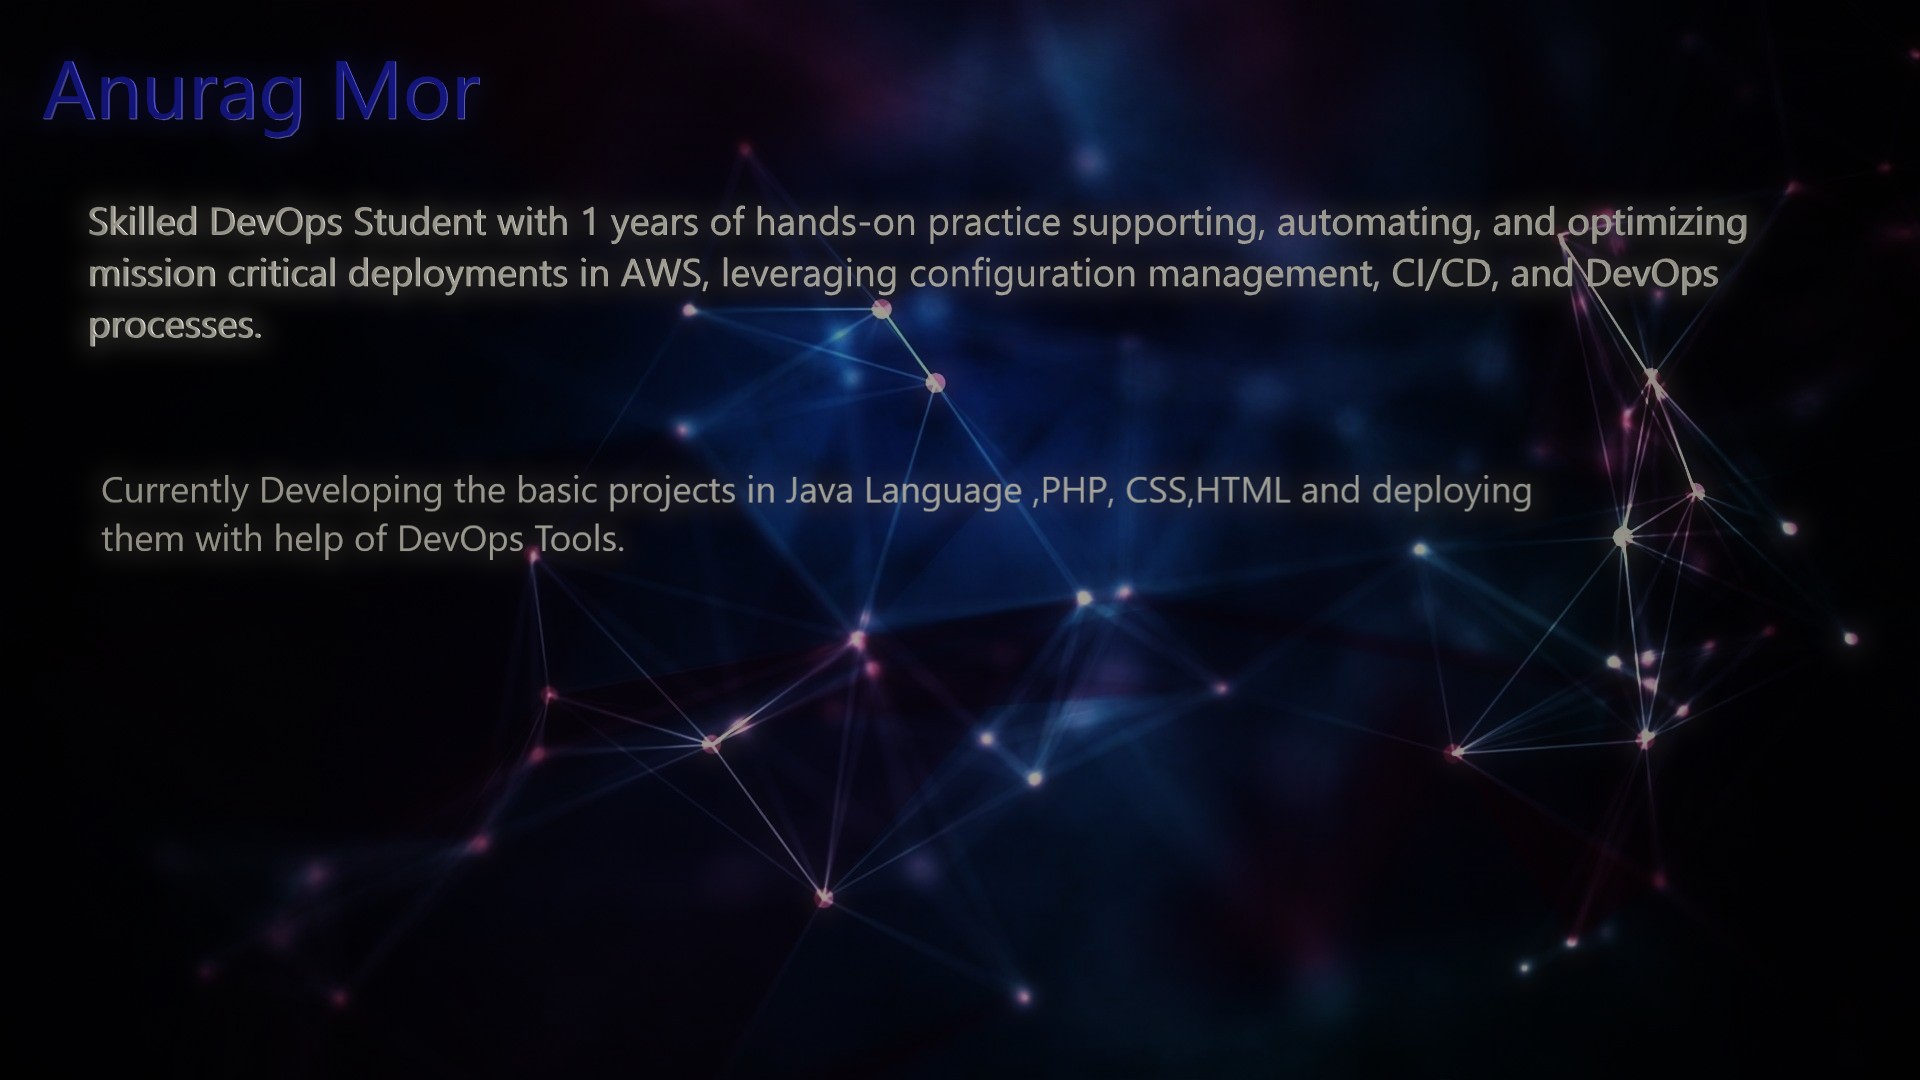 Anurag Mor
Skilled DevOps Student with 1 years of hands-on practice supporting, automating, and optimizing
mission critical deployments in AWS, leveraging configuration management, CI/CD, and DevOps
processes.
Currently Developing the basic projects in Java Language ,PHP, CSS,HTML and deploying
them with help of DevOps Tools.